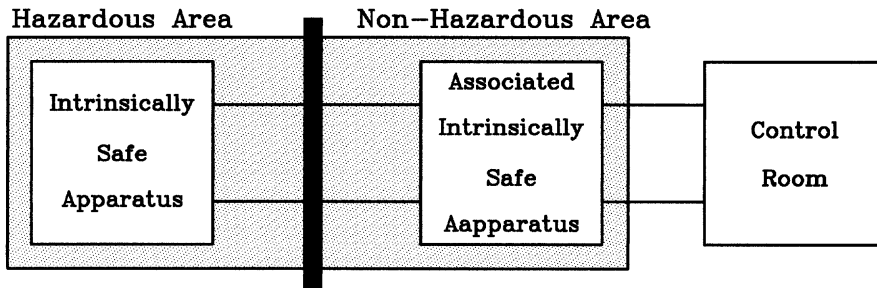 Hazardous Area
Non-Hazardous Area
Intrinsically
Safe
Apparatus
Associated
Intrinsically
Safe
Aapparatus
Control
Room